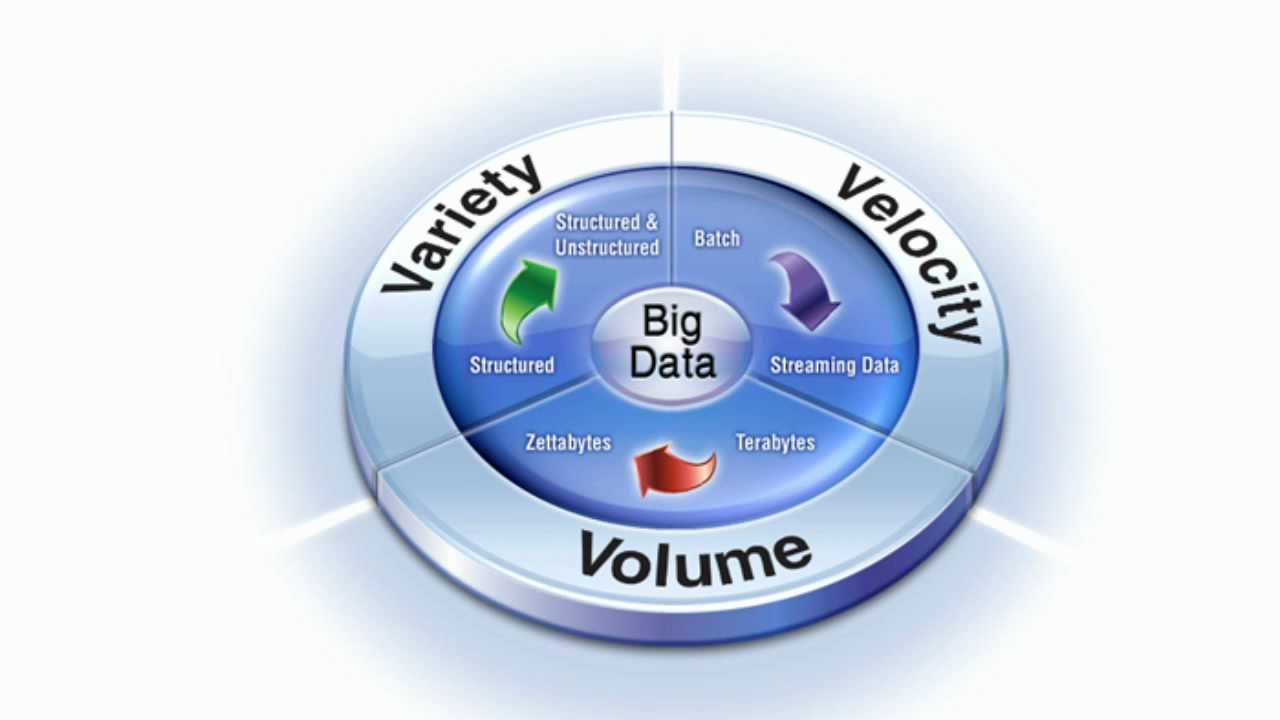 Variety
Velocity
Structured &
Unstructured
Batch
Big
Data
Structured
Streaming Data
Zettabytes
Terabytes
Volume